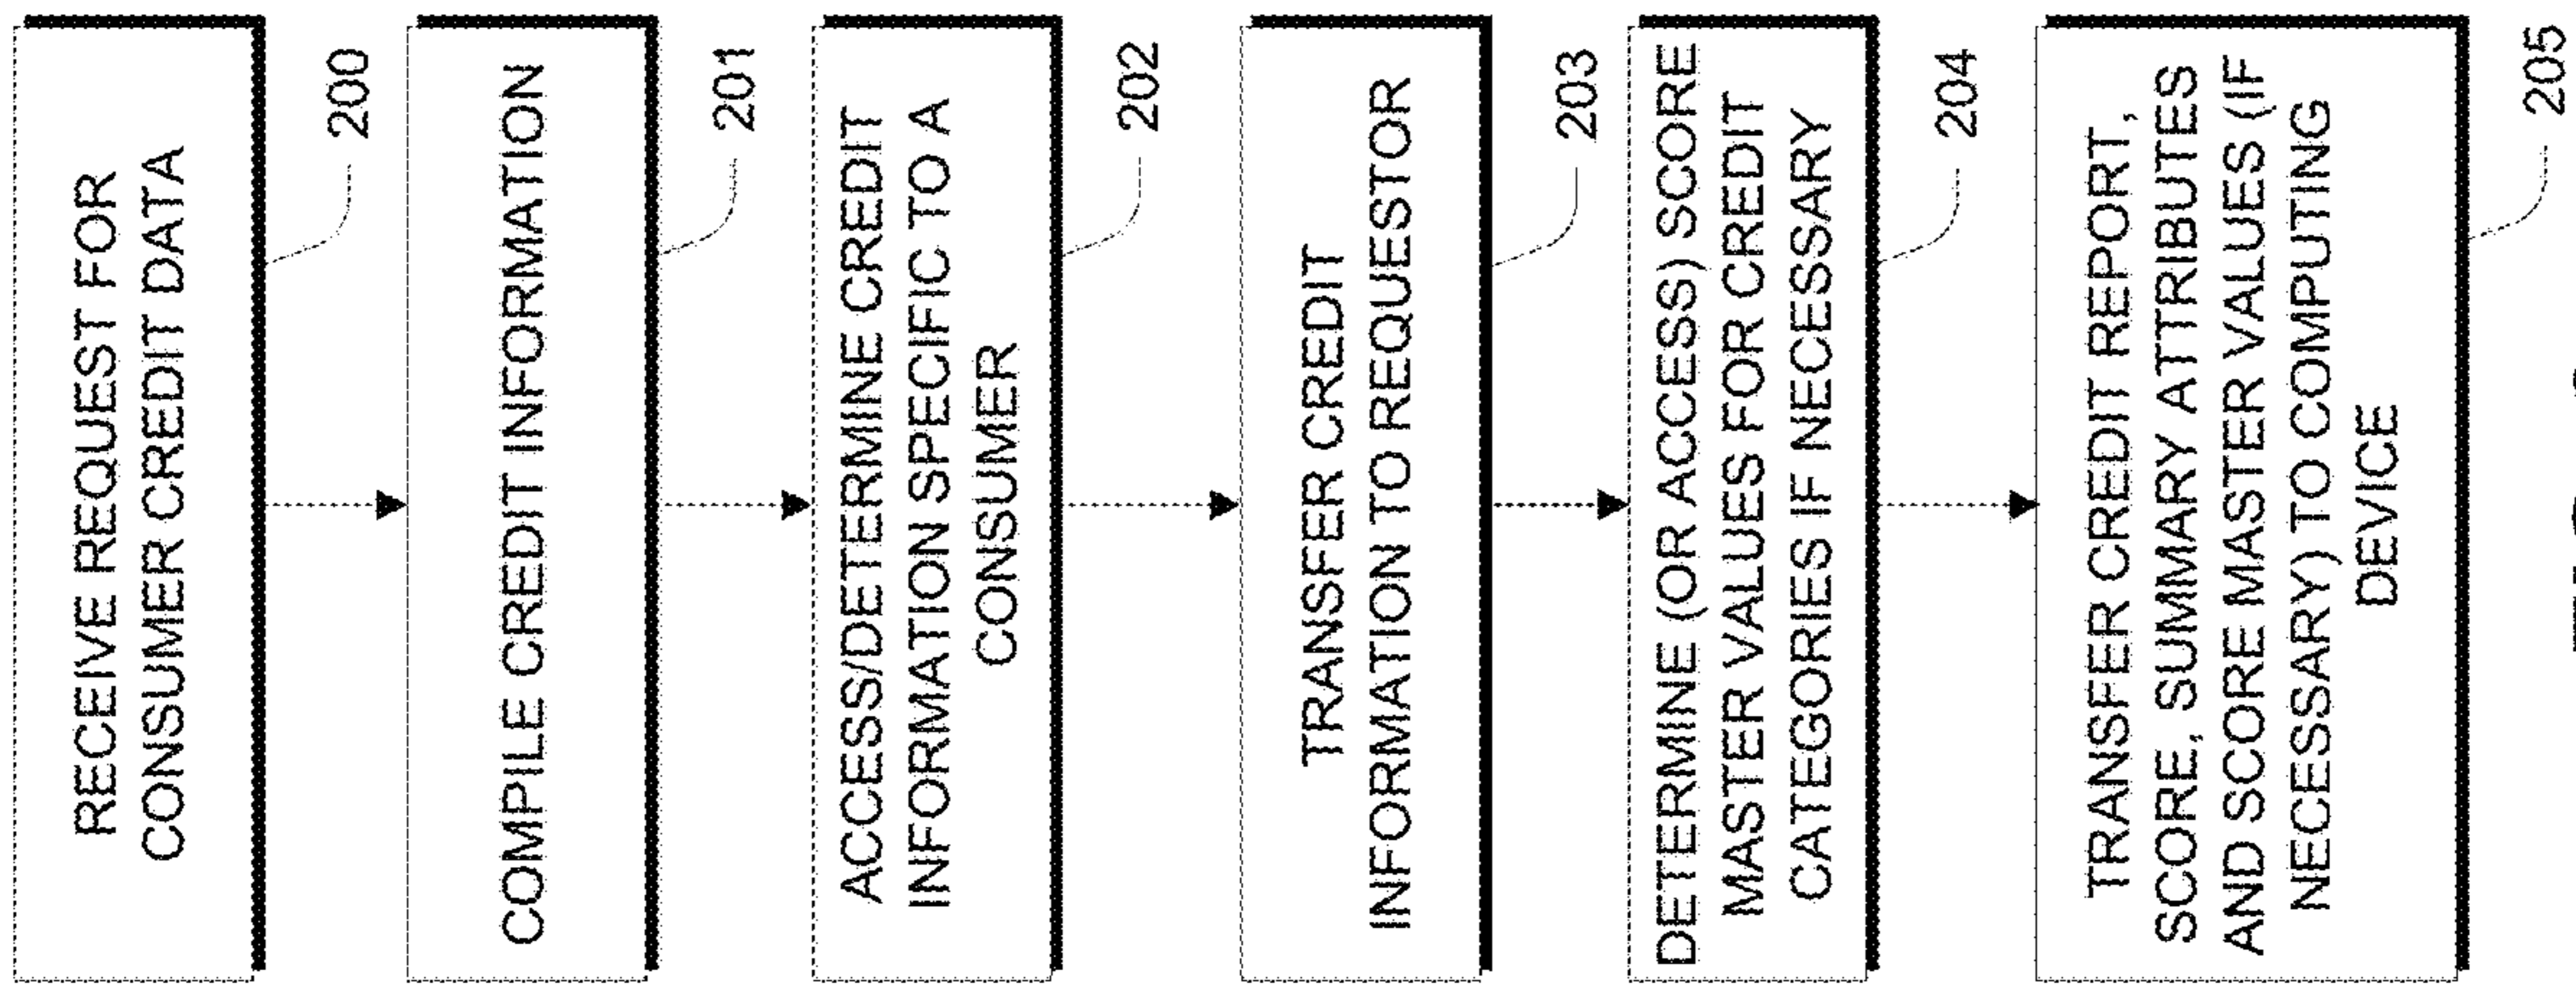 RECEIVE REQUEST FOR
CONSUMER CREDIT DATA
200
COMPILE CREDIT INFORMATION
201
ACCESS/DETERMINE CREDIT
INFORMATION SPECIFIC TO A
CONSUMER
202
TRANSFER CREDIT
INFORMATION TO REQUESTOR
203
DETERMINE (OR ACCESS) SCORE
MASTER VALUES FOR CREDIT
CATEGORIES IF NECESSARY
204
TRANSFER CREDIT REPORT,
SCORE, SUMMARY ATTRIBUTES
AND SCORE MASTER VALUES (IF
NECESSARY) TO COMPUTING
DEVICE
205